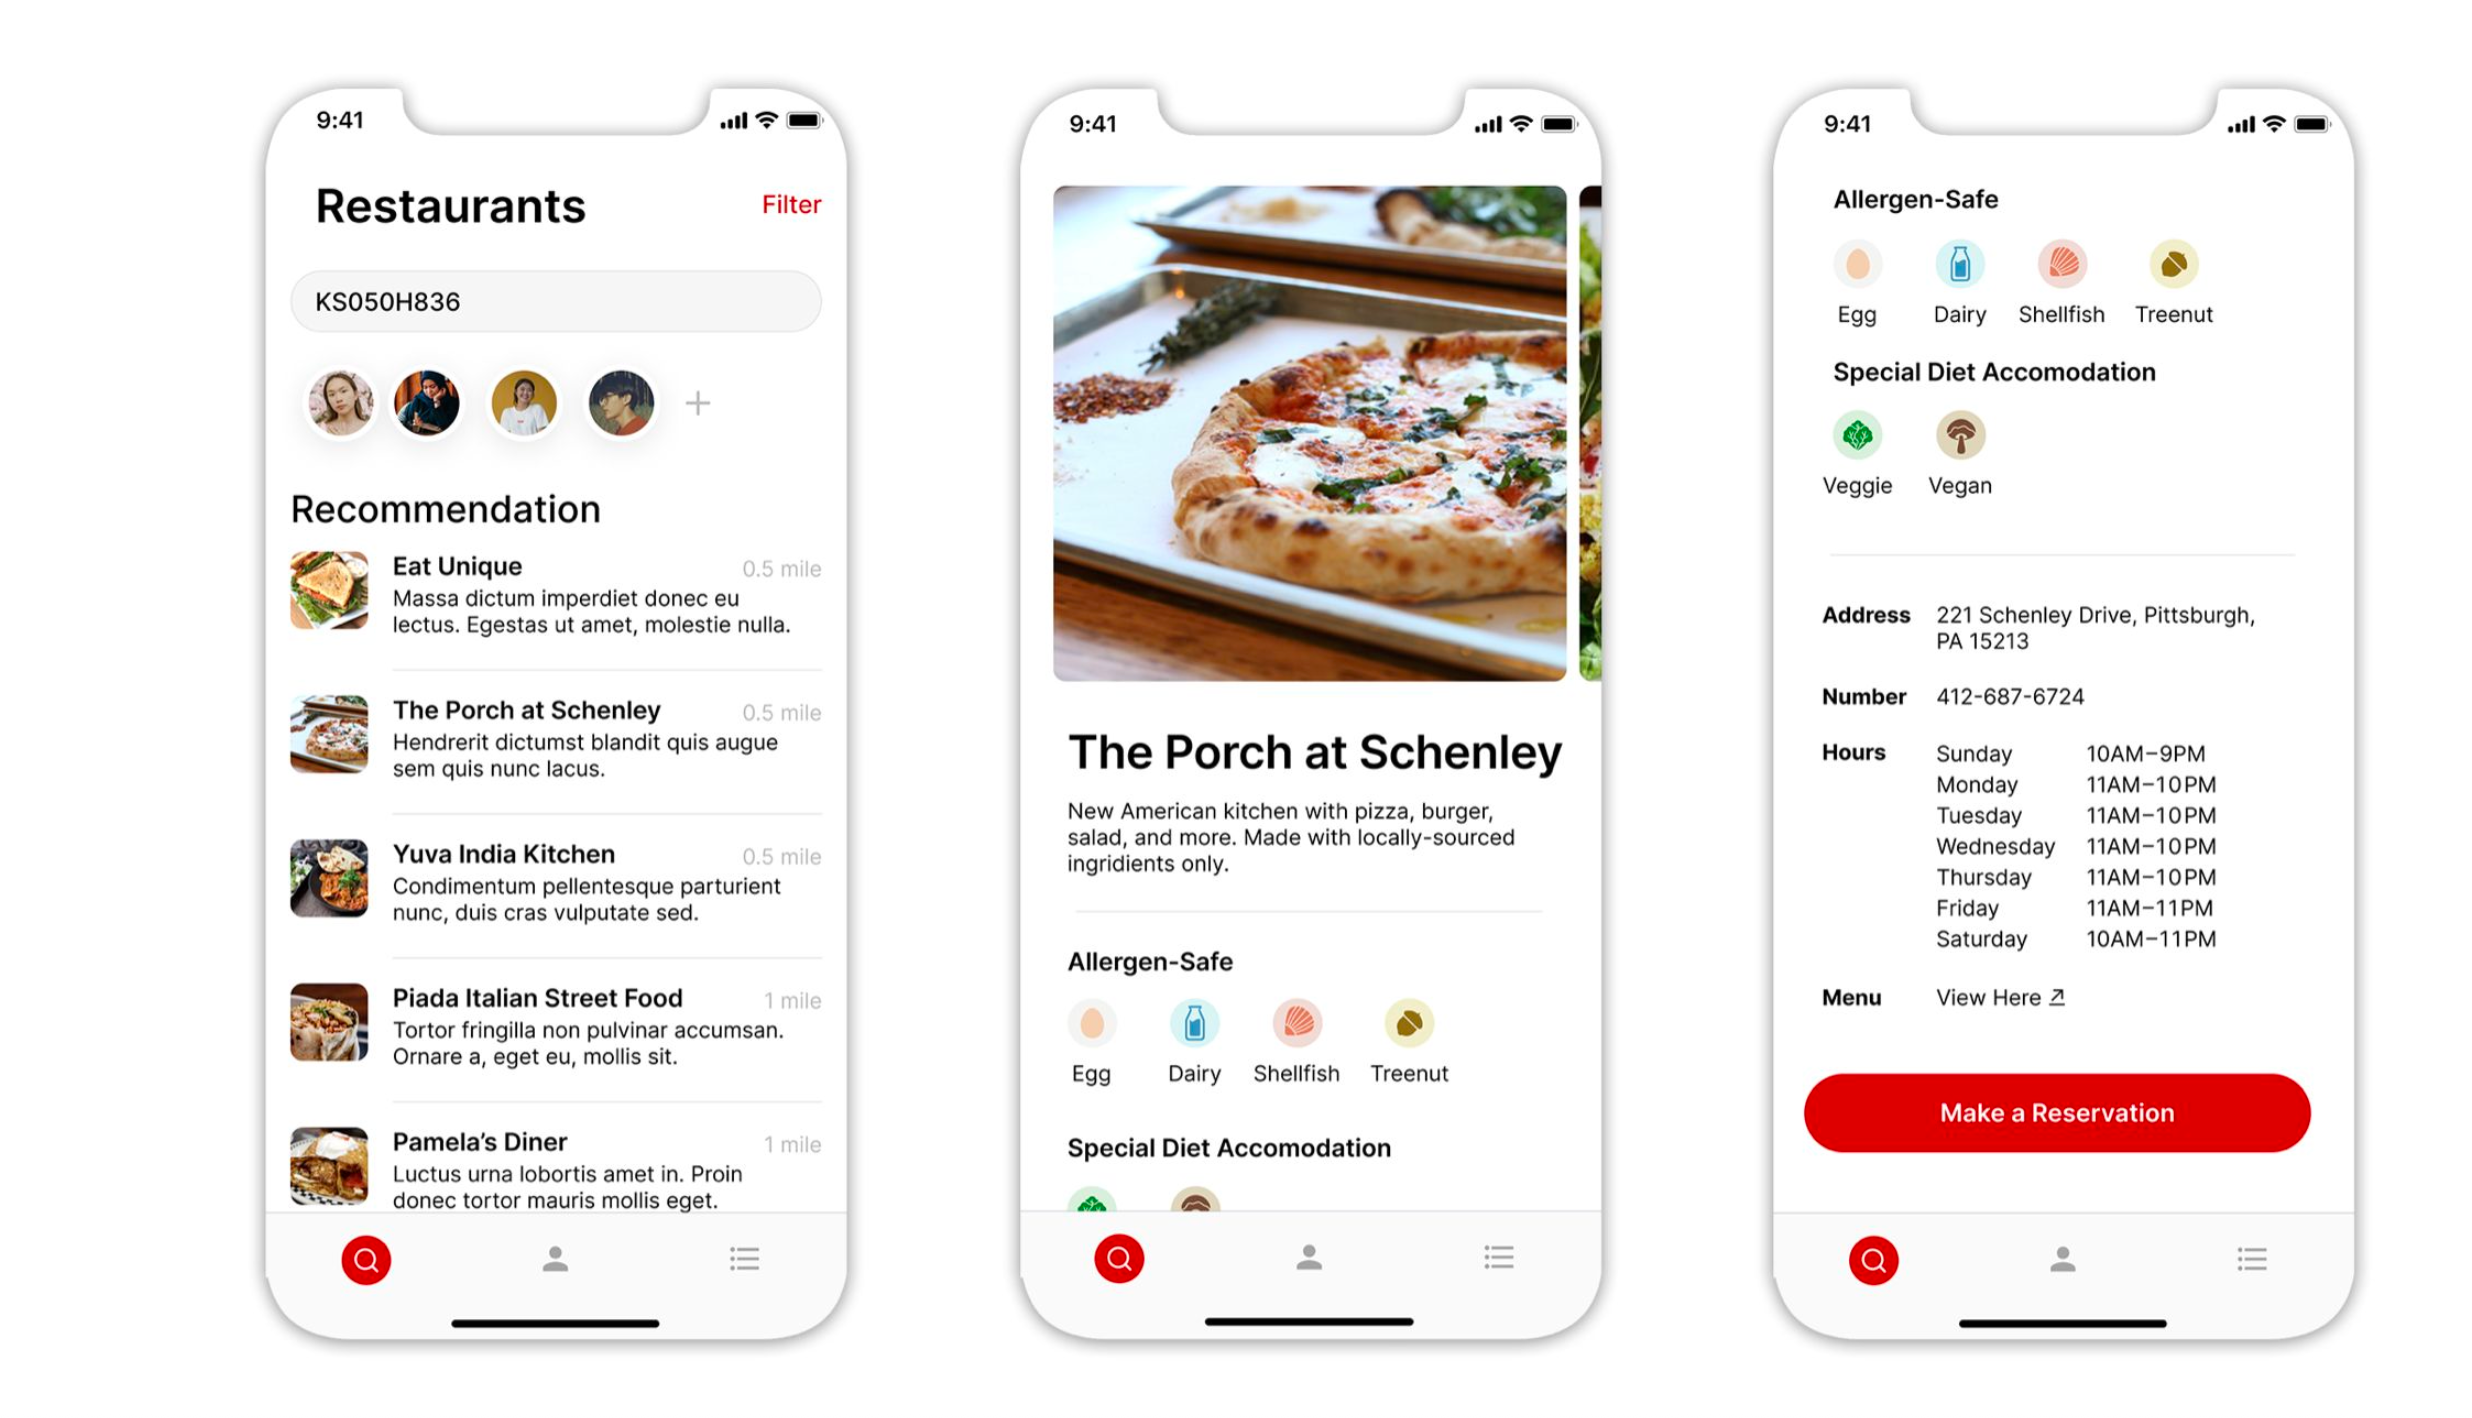 9:41
Restaurants
Filter
KS050H836
Recommendation
Eat Unique
0.5 mile
Massa dictum imperdiet donec eu
lectus. Egestas ut amet, molestie nulla.
The Porch at Schenley
0.5 mile
Hendrerit dictumst blandit quis augue
sem quis nunc lacus.
Yuva India Kitchen
0.5 mile
Condimentum pellentesque parturient
nunc, duis cras vulputate sed.
Piada Italian Street Food
1 mile
Tortor fringilla non pulvinar accumsan.
Ornare a, eget eu, mollis sit.
Pamela’s Diner
1 mile
Luctus urna lobortis amet in. Proin
donec tortor mauris mollis eget.
9:41
The Porch at Schenley
New American kitchen with pizza, burger,
salad, and more. Made with locally-sourced
ingridients only.
Allergen-Safe
Egg Dairy Shellfish Treenut
Special Diet Accomodation
9:41
Allergen-Safe
Egg Dairy Shellfish Treenut
Special Diet Accomodation
Veggie Vegan
Address 221 Schenley Drive, Pittsburgh,
PA 15213
Number 412-687-6724
Hours Sunday 10AM–9PM
Monday 11AM–10PM
Tuesday 11AM–10PM
Wednesday 11AM–10PM
Thursday 11AM–10PM
Friday 11AM–11PM
Saturday 10AM–11PM
Menu View Here
Make a Reservation